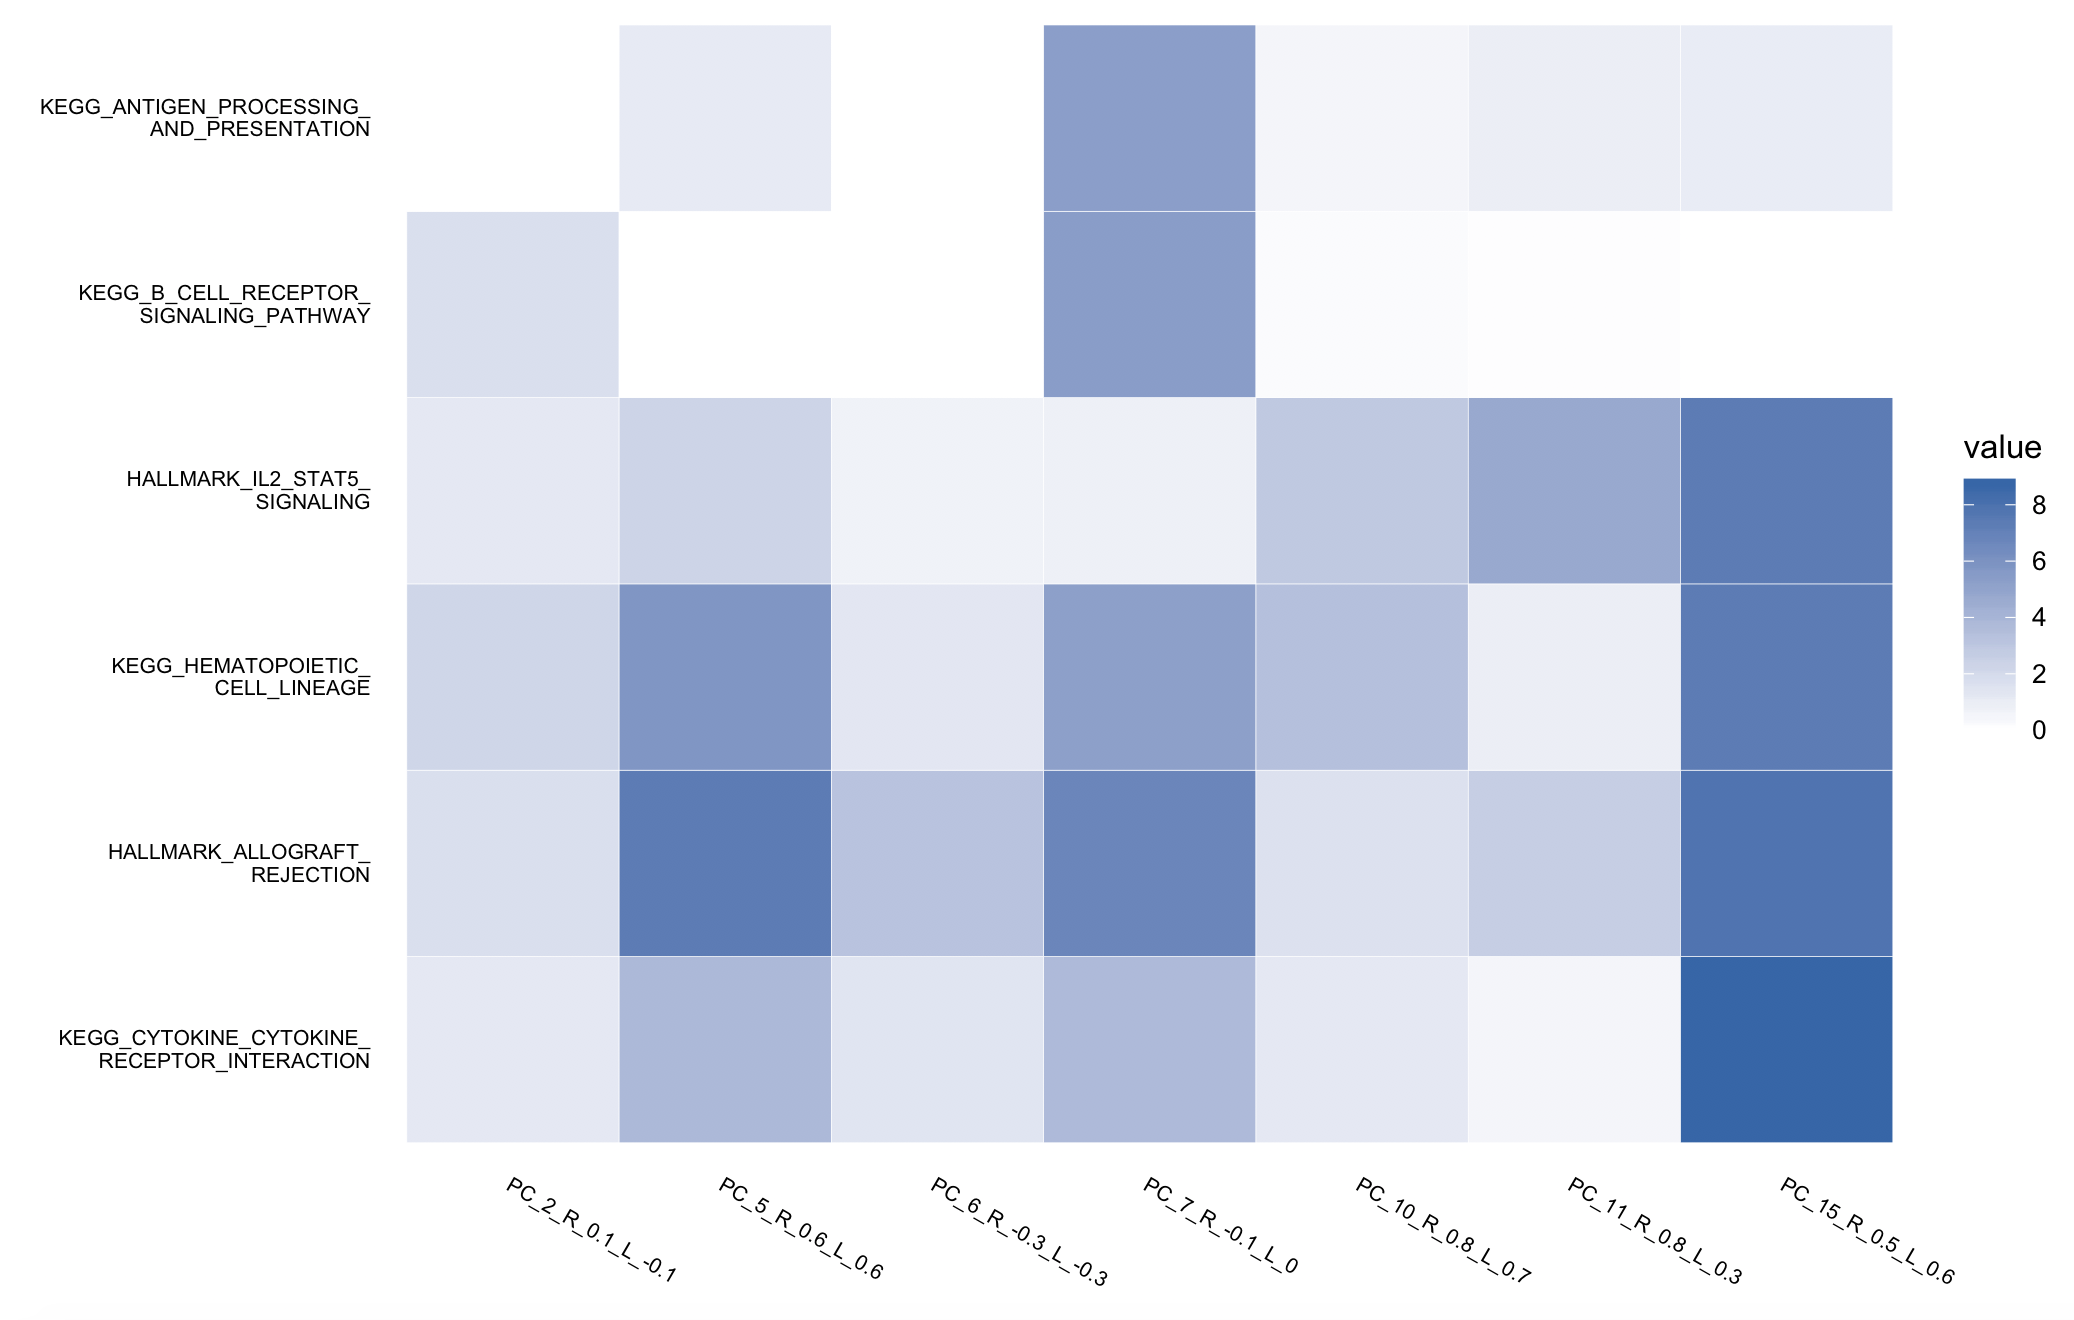 KEGG_ANTIGEN_PROCESSING_
AND_PRESENTATION
KEGG_B_CELL_RECEPTOR_
SIGNALING_PATHWAY
HALLMARK_IL2_STAT5_
SIGNALING
KEGG_HEMATOPOIETIC_
CELL_LINEAGE
HALLMARK_ALLOGRAFT_
REJECTION
KEGG_CYTOKINE_CYTOKINE_
RECEPTOR_INTERACTION
PC_2_R_0.1_L_-0.1
PC_5_R_0.6_L_0.6
PC_6_R_-0.3_L_-0.3
PC_7_R_-0.1_L_0
PC_10_R_0.8_L_0.7
PC_11_R_0.8_L_0.3
PC_15_R_0.5_L_0.6
value
8
6
4
2
0